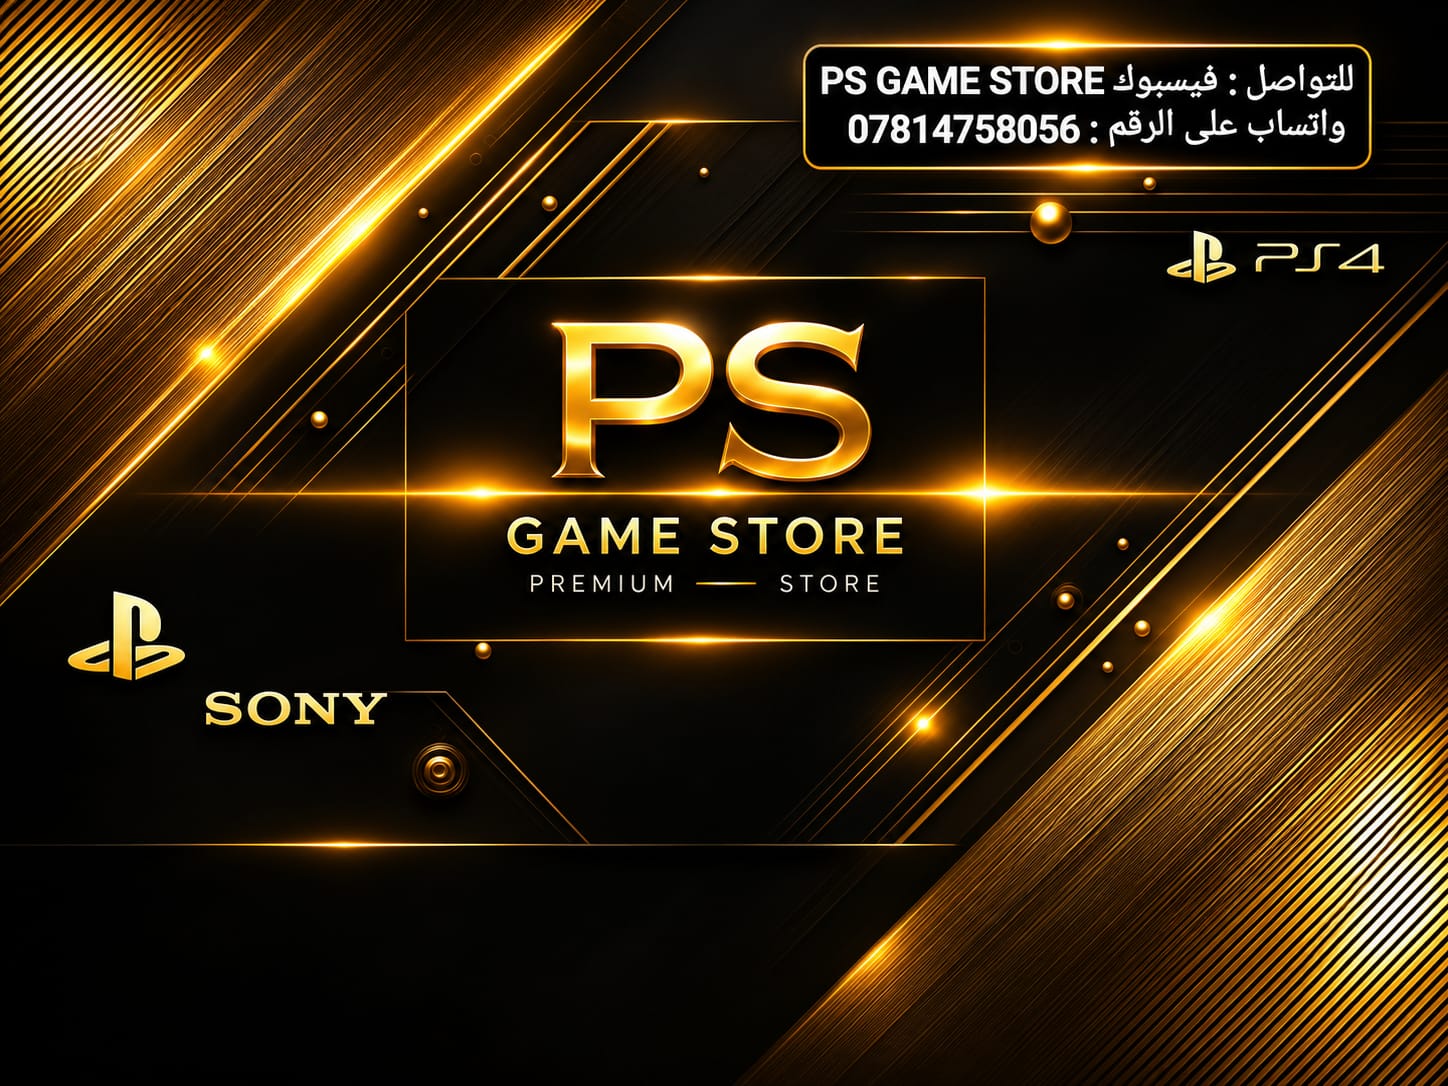 للتواصل : فيسبوك PS GAME STORE
واتساب على الرقم : 07814758056
PS4
PS
GAME STORE
PREMIUM — STORE
SONY